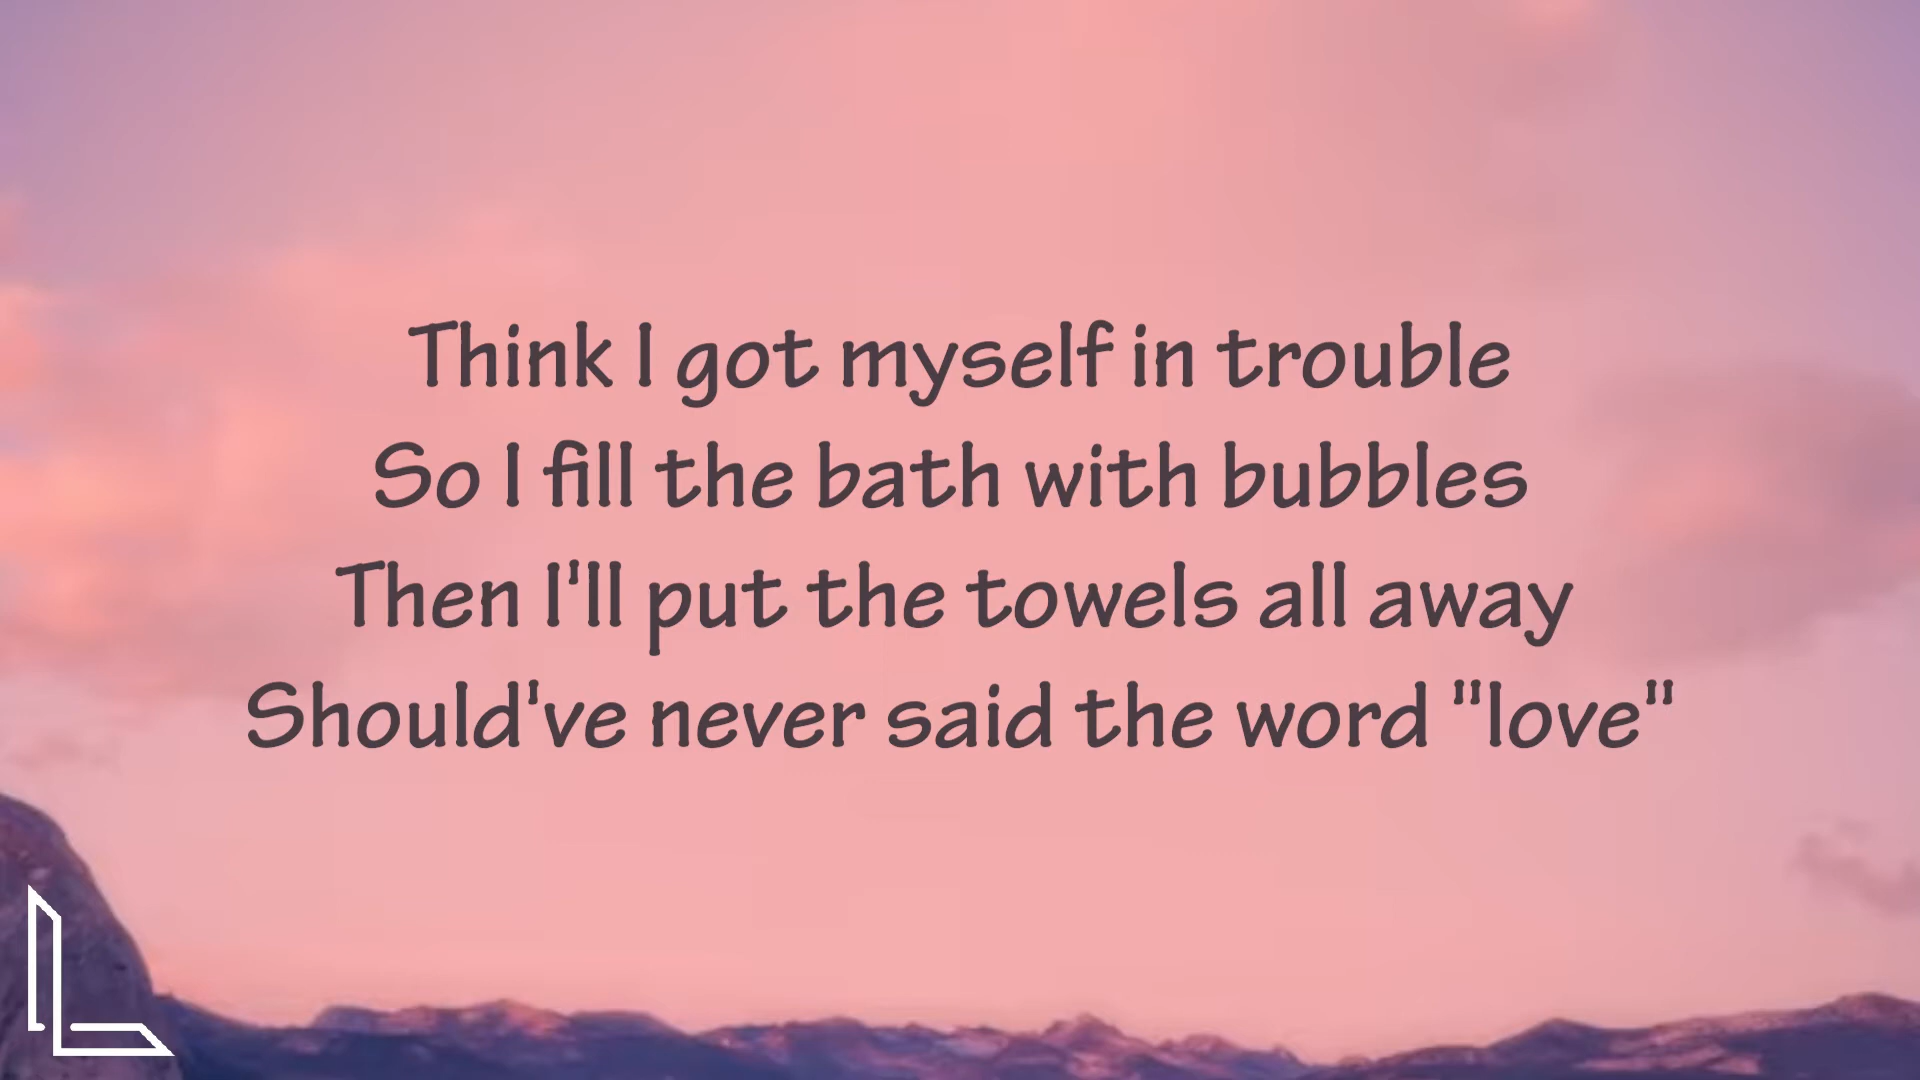 Think I got myself in trouble
So I fill the bath with bubbles
Then I'll put the towels all away
Should've never said the word "love"